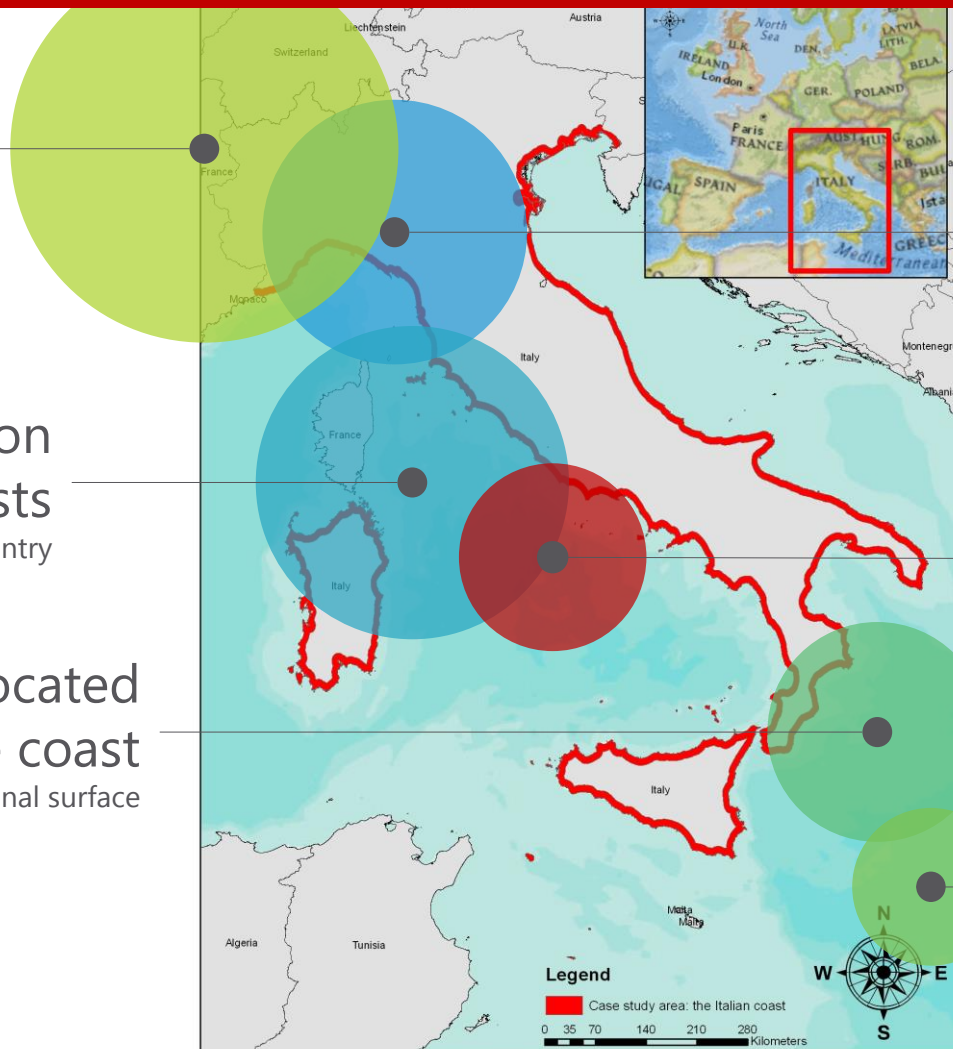 Austria
Liechtenstein
Switzerland
France
Monaco
Italy
Montenegr
Albani
France
Italy
Italy
Algeria
Tunisia
Malta
North
Sea
LATVIA
LITH.
U.K.
DEN.
IRELAND
BELA.
London
GER.
POLAND
Paris
FRANCE
AUST
HUNG
ROM.
SERB.
BUL
GAL
SPAIN
ITALY
Ista
GREEC
Mediterranean
on
sts
ntry
ocated
coast
nal surface
Legend
Case study area: the Italian coast
0 35 70 140 210 280
Kilometers
N
W E
S